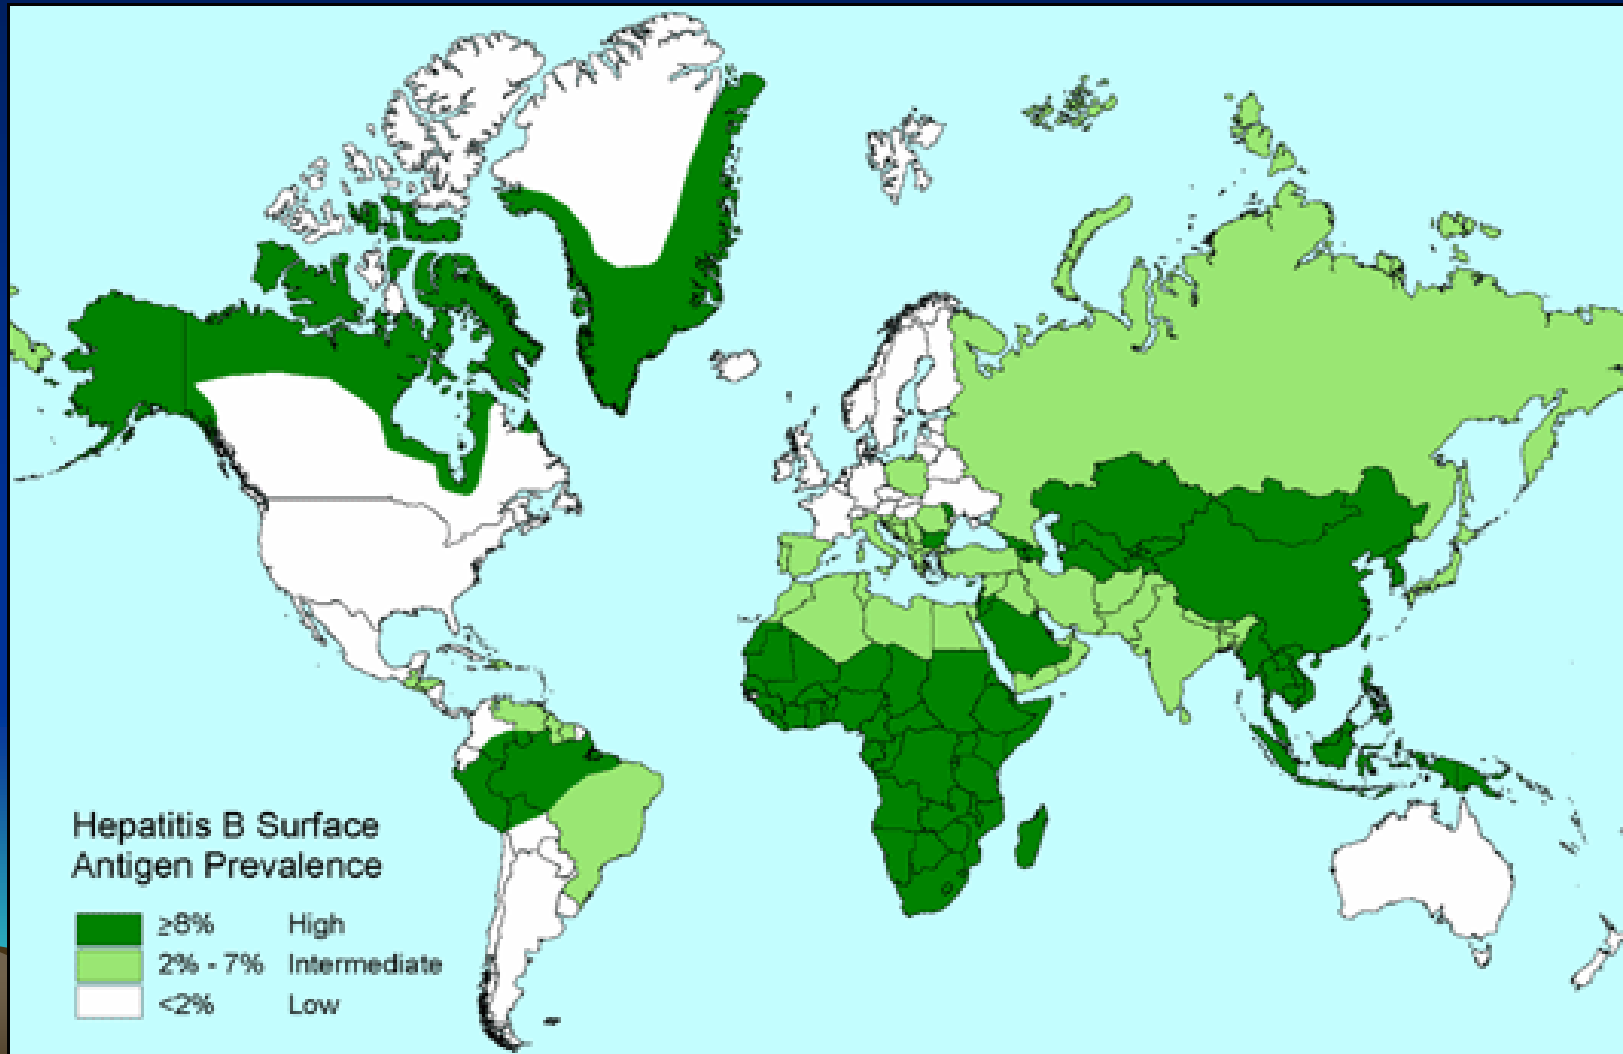 Hepatitis B Surface
Antigen Prevalence
≥8% High
2% - 7% Intermediate
<2% Low